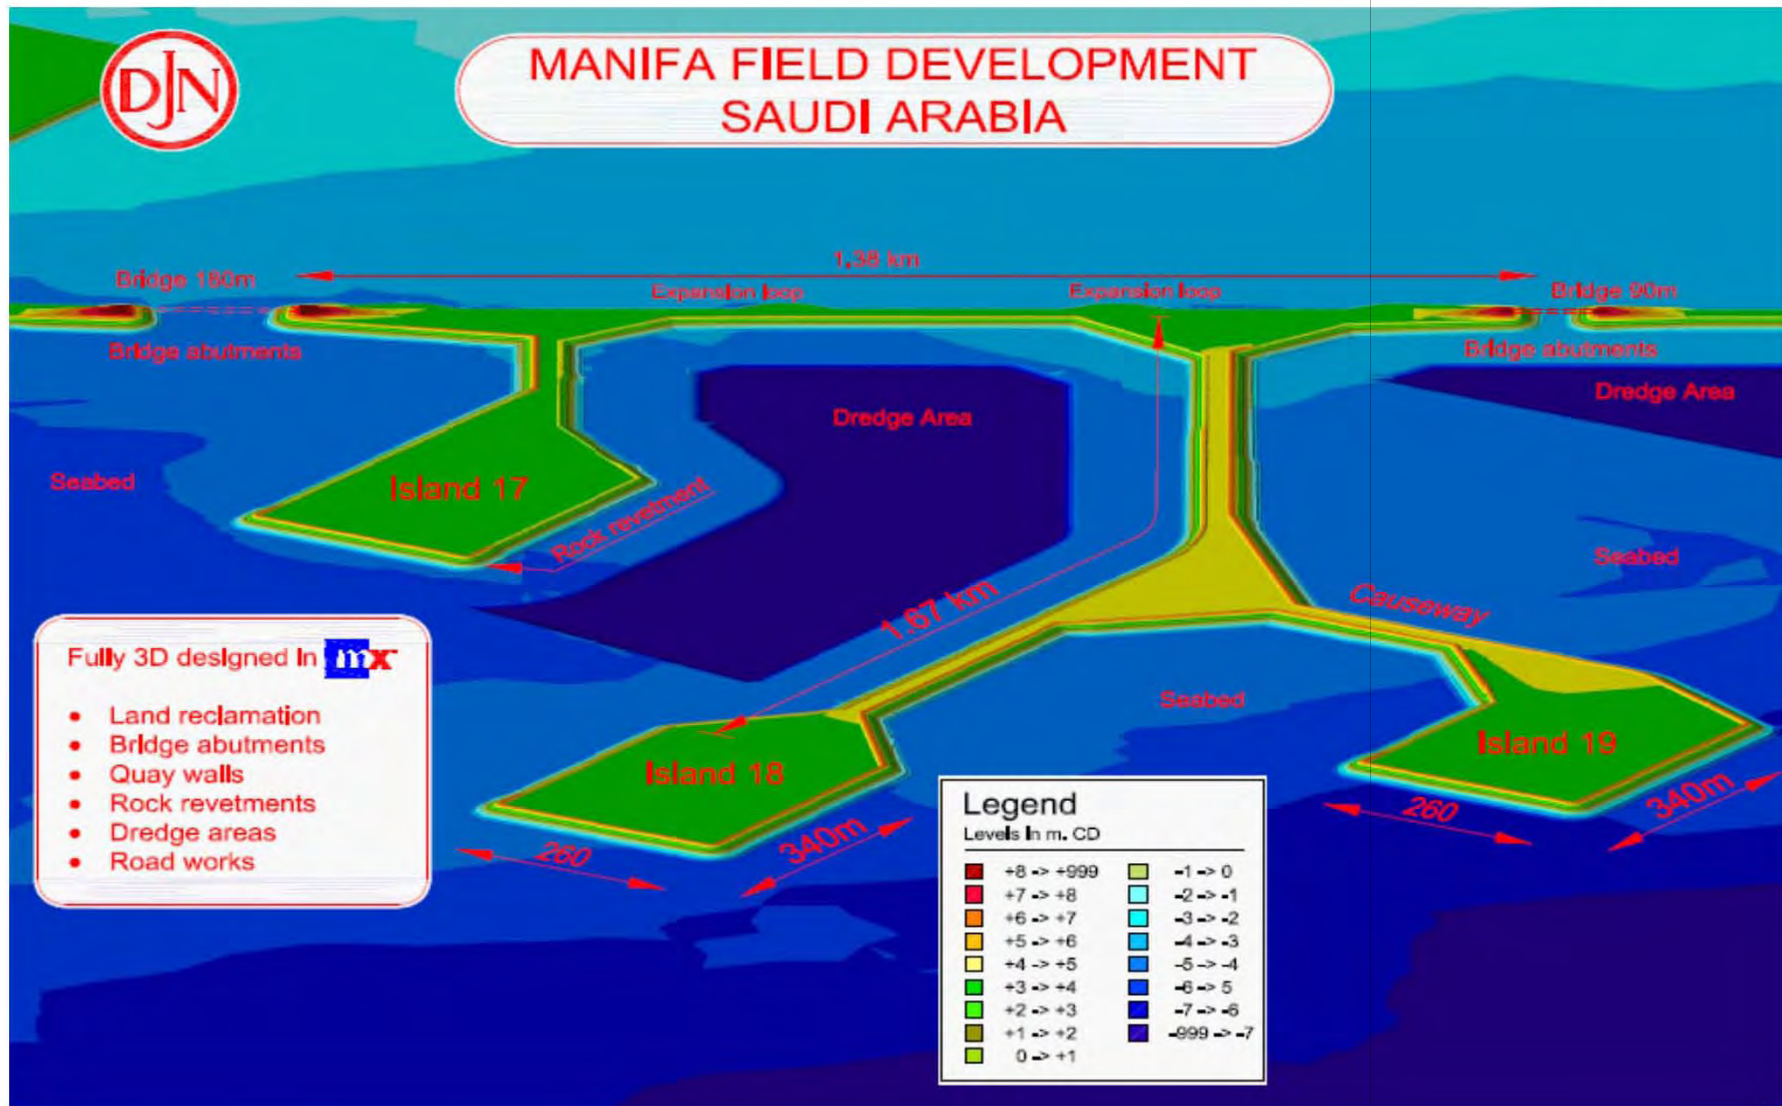 DJN
MANIFA FIELD DEVELOPMENT
SAUDI ARABIA
1.38 km
Bridge 180m
Expansion loop
Expansion loop
Bridge 90m
Bridge abutments
Bridge abutments
Dredge Area
Dredge Area
Seabed
Island 17
Rock revetment
Seabed
1.67 km
Causeway
Seabed
Island 18
Island 19
260
340m
260
340m
Fully 3D designed in mx
• Land reclamation
• Bridge abutments
• Quay walls
• Rock revetments
• Dredge areas
• Road works
Legend
Levels in m. CD
+8 -> +999
+7 -> +8
+6 -> +7
+5 -> +6
+4 -> +5
+3 -> +4
+2 -> +3
+1 -> +2
0 -> +1
-1 -> 0
-2 -> -1
-3 -> -2
-4 -> -3
-5 -> -4
-6 -> 5
-7 -> -6
-999 -> -7